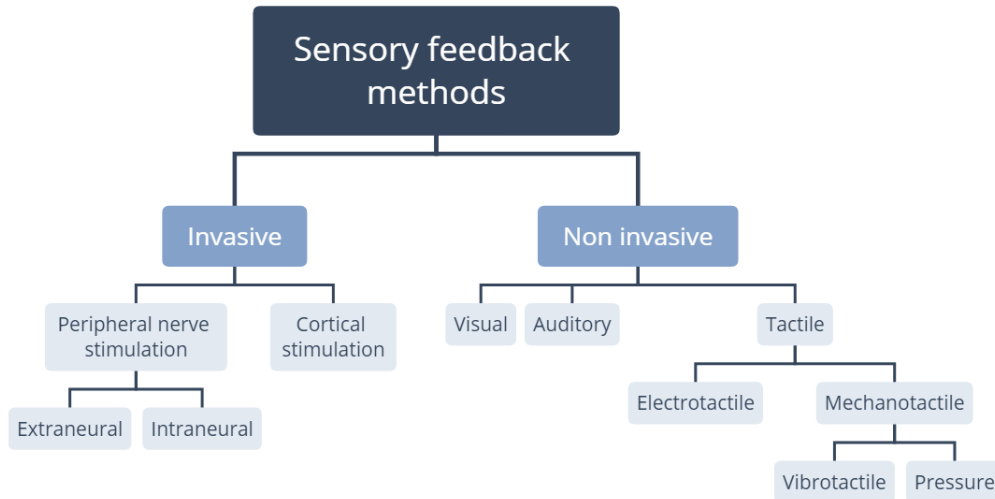 Sensory feedback
methods
Invasive
Non invasive
Peripheral nerve
stimulation
Cortical
stimulation
Visual
Auditory
Tactile
Extraneural
Intraneural
Electrotactile
Mechanotactile
Vibrotactile
Pressure